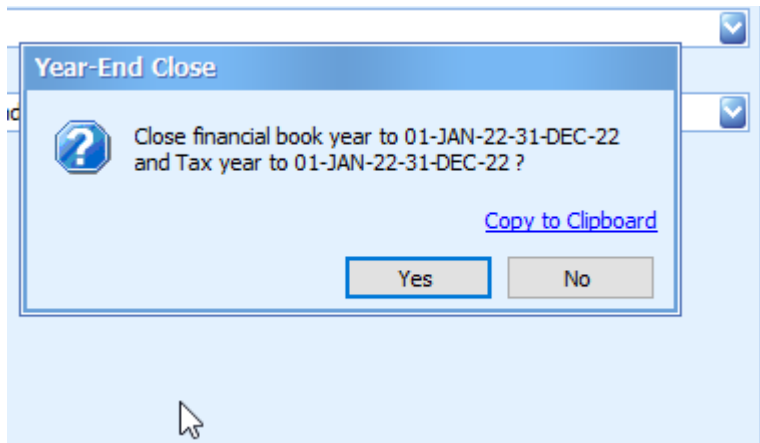 Year-End Close
Close financial book year to 01-JAN-22-31-DEC-22
and Tax year to 01-JAN-22-31-DEC-22 ?
Copy to Clipboard
Yes
No